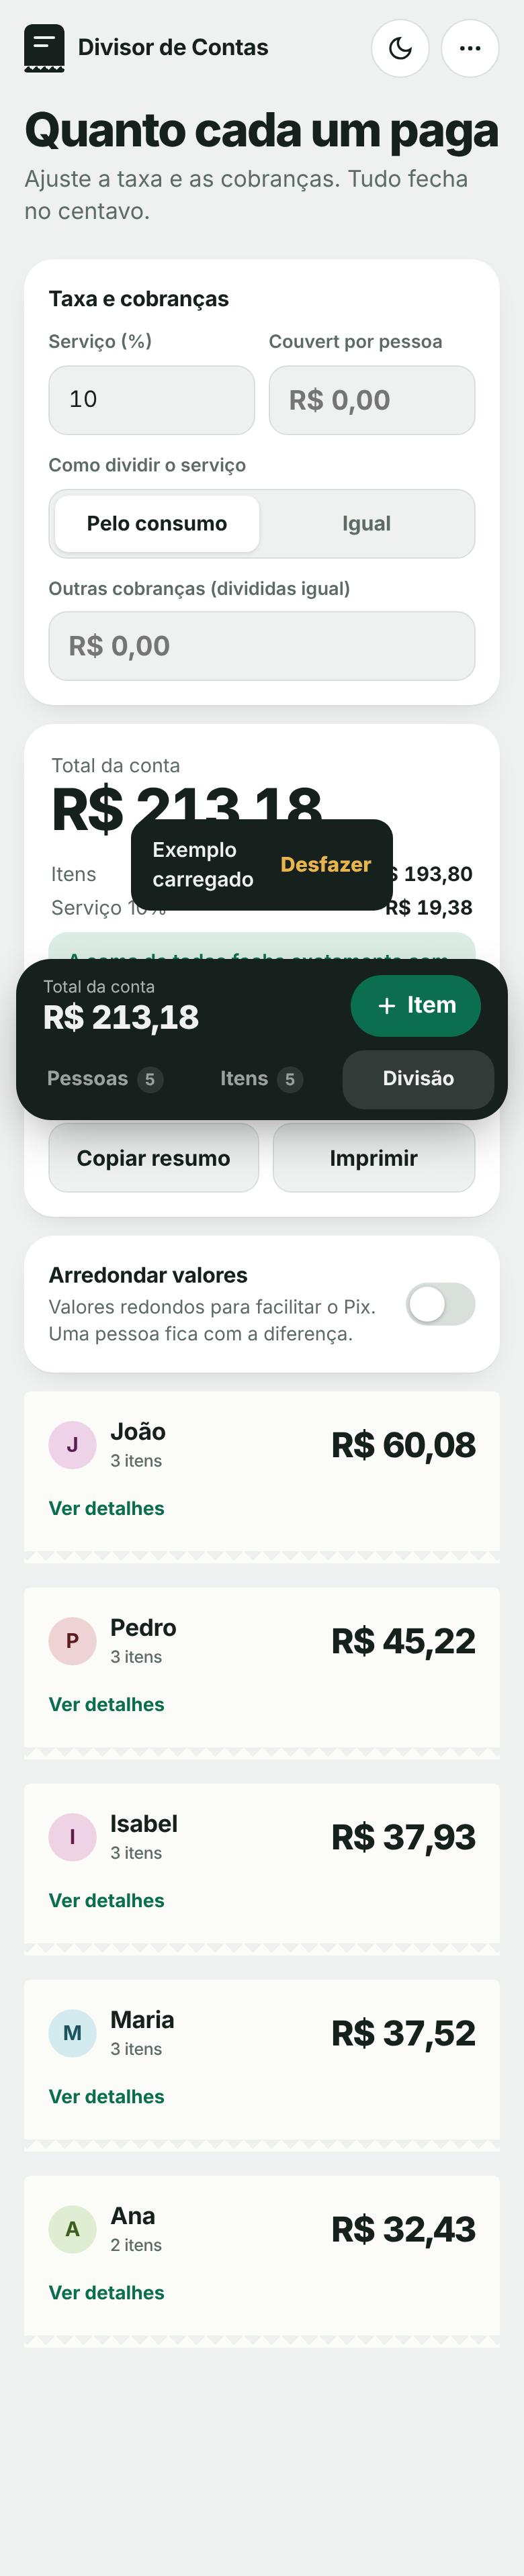 Divisor de Contas
Quanto cada um paga
Ajuste a taxa e as cobranças. Tudo fecha
no centavo.
Taxa e cobranças
Serviço (%)
Couvert por pessoa
10
R$ 0,00
Como dividir o serviço
Pelo consumo
Igual
Outras cobranças (divididas igual)
R$ 0,00
Total da conta
R$ 213,18
Exemplo
carregado
Desfazer
Itens
193,80
Serviço 10%
R$ 19,38
Total da conta
R$ 213,18
+ Item
Pessoas 5
Itens 5
Divisão
Copiar resumo
Imprimir
Arredondar valores
Valores redondos para facilitar o Pix.
Uma pessoa fica com a diferença.
J
João
3 itens
R$ 60,08
Ver detalhes
P
Pedro
3 itens
R$ 45,22
Ver detalhes
I
Isabel
3 itens
R$ 37,93
Ver detalhes
M
Maria
3 itens
R$ 37,52
Ver detalhes
A
Ana
2 itens
R$ 32,43
Ver detalhes